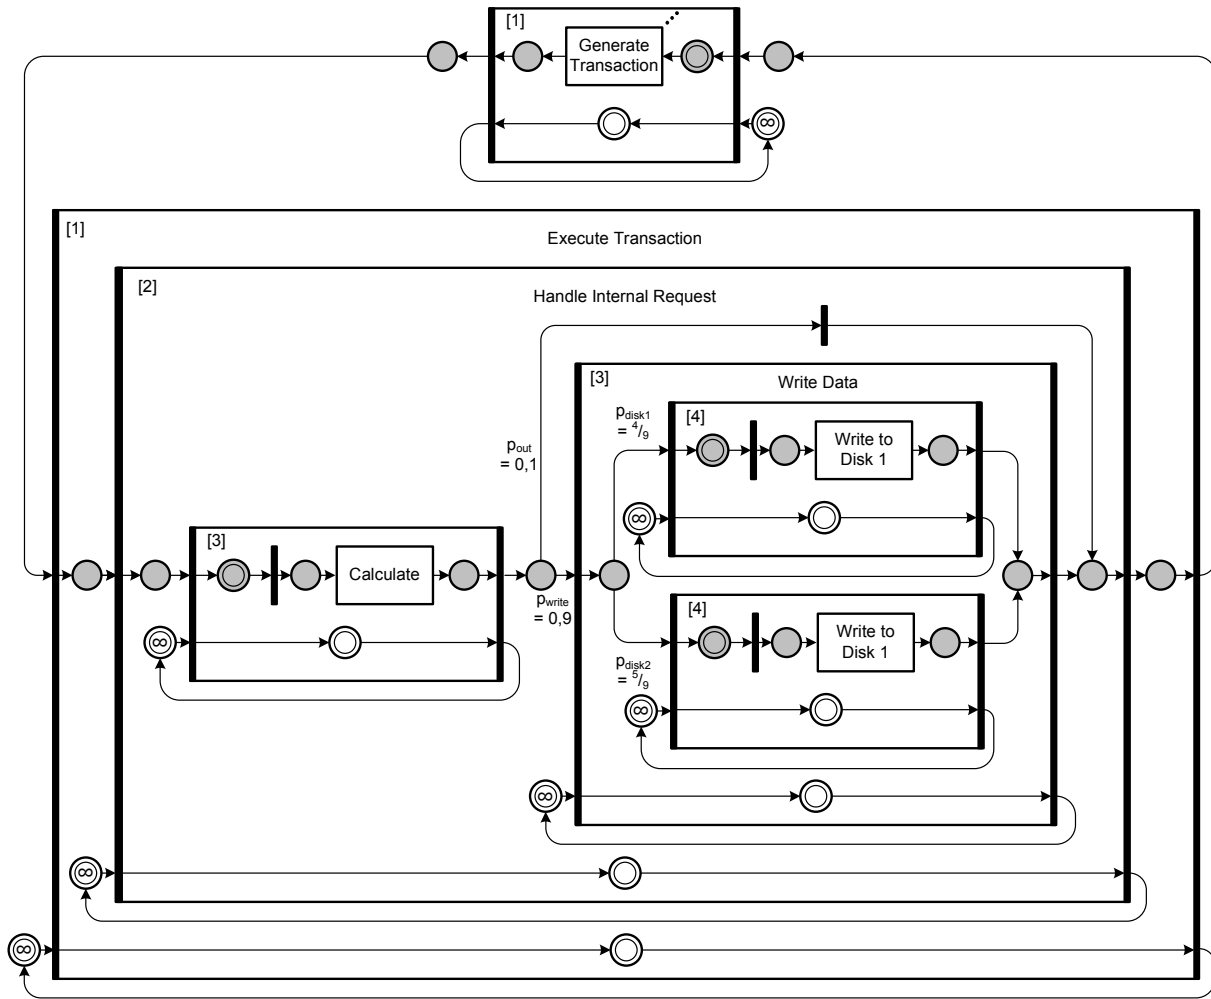 [1]
Generate
Transaction
∞
[1]
Execute Transaction
[2]
Handle Internal Request
[3]
Write Data
p_disk1
= 4/9
[4]
Write to
Disk 1
p_out
= 0,1
∞
[3]
Calculate
p_write
= 0,9
[4]
Write to
Disk 1
∞
p_disk2
= 5/9
∞
∞
∞
∞